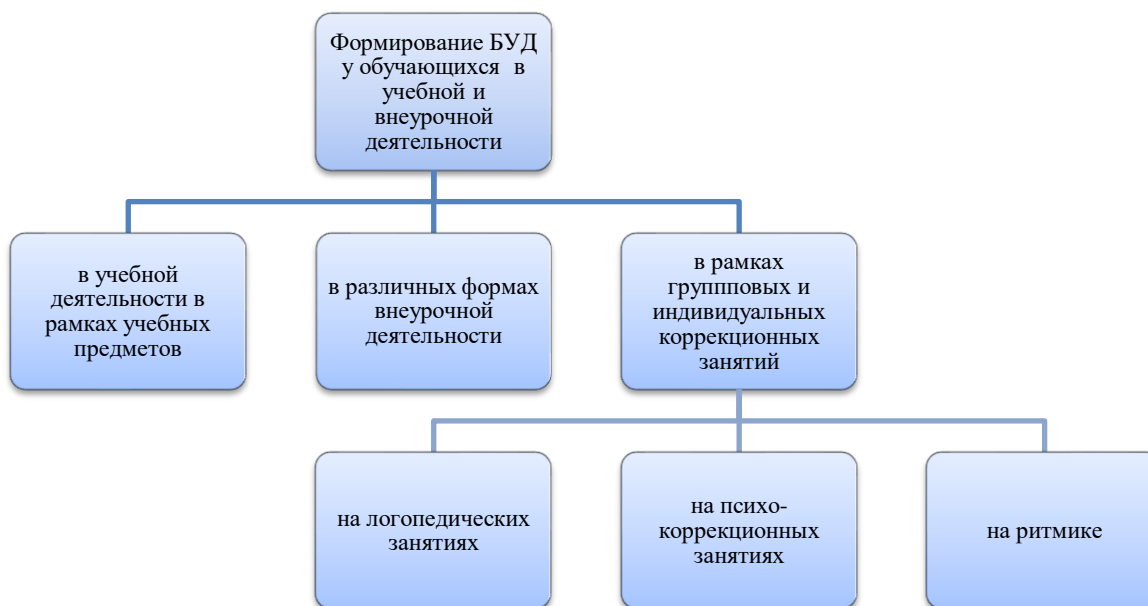 Формирование БУД
у обучающихся в
учебной и
внеурочной
деятельности
в учебной
деятельности в
рамках учебных
предметов
в различных формах
внеурочной
деятельности
в рамках
группповых и
индивидуальных
коррекционных
занятий
на логопедических
занятиях
на психо-
коррекционных
занятиях
на ритмике